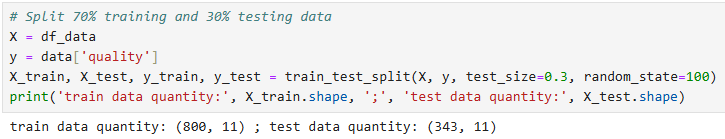 # Split 70% training and 30% testing data
X = df_data
y = data['quality']
X_train, X_test, y_train, y_test = train_test_split(X, y, test_size=0.3, random_state=100)
print('train data quantity:', X_train.shape, ';', 'test data quantity:', X_test.shape)
train data quantity: (800, 11) ; test data quantity: (343, 11)